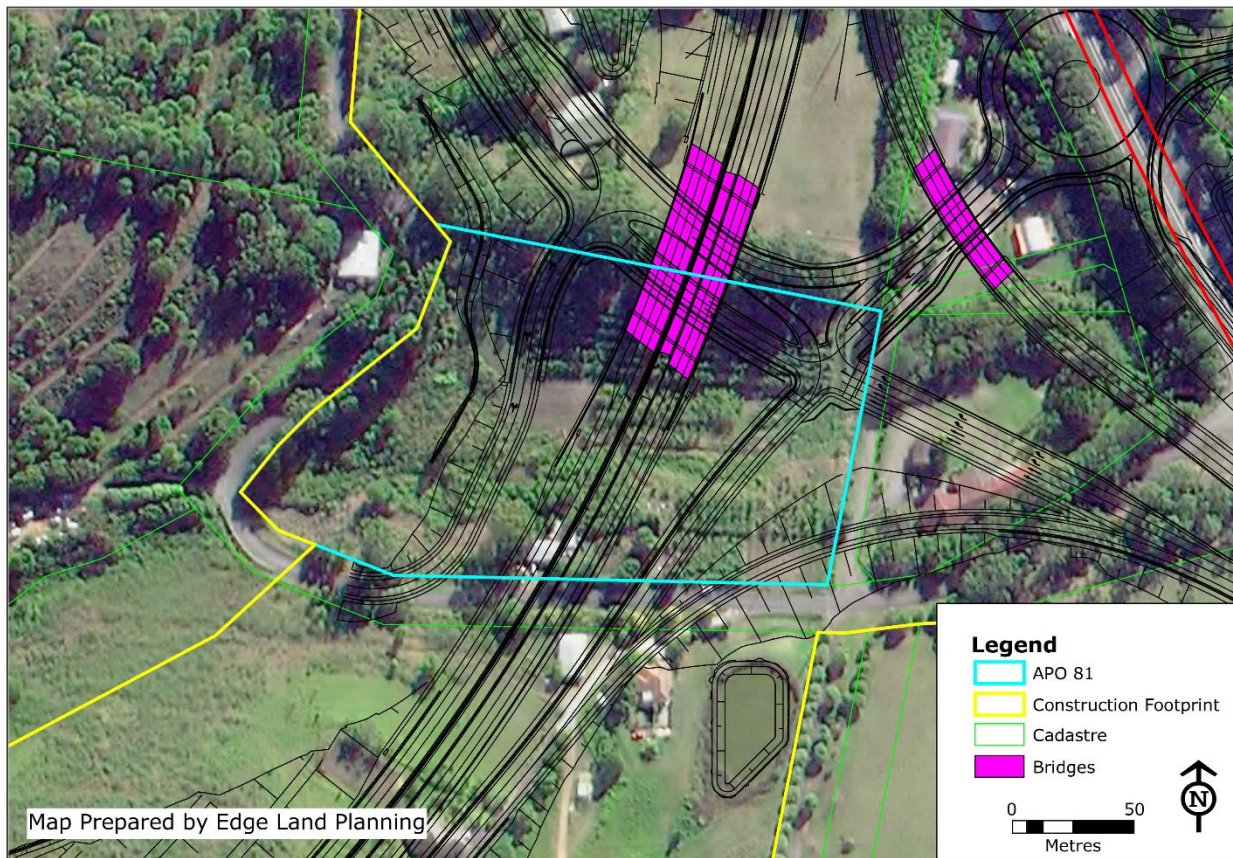 Legend
APO 81
Construction Footprint
Cadastre
Bridges
0 50
Metres
N
Map Prepared by Edge Land Planning